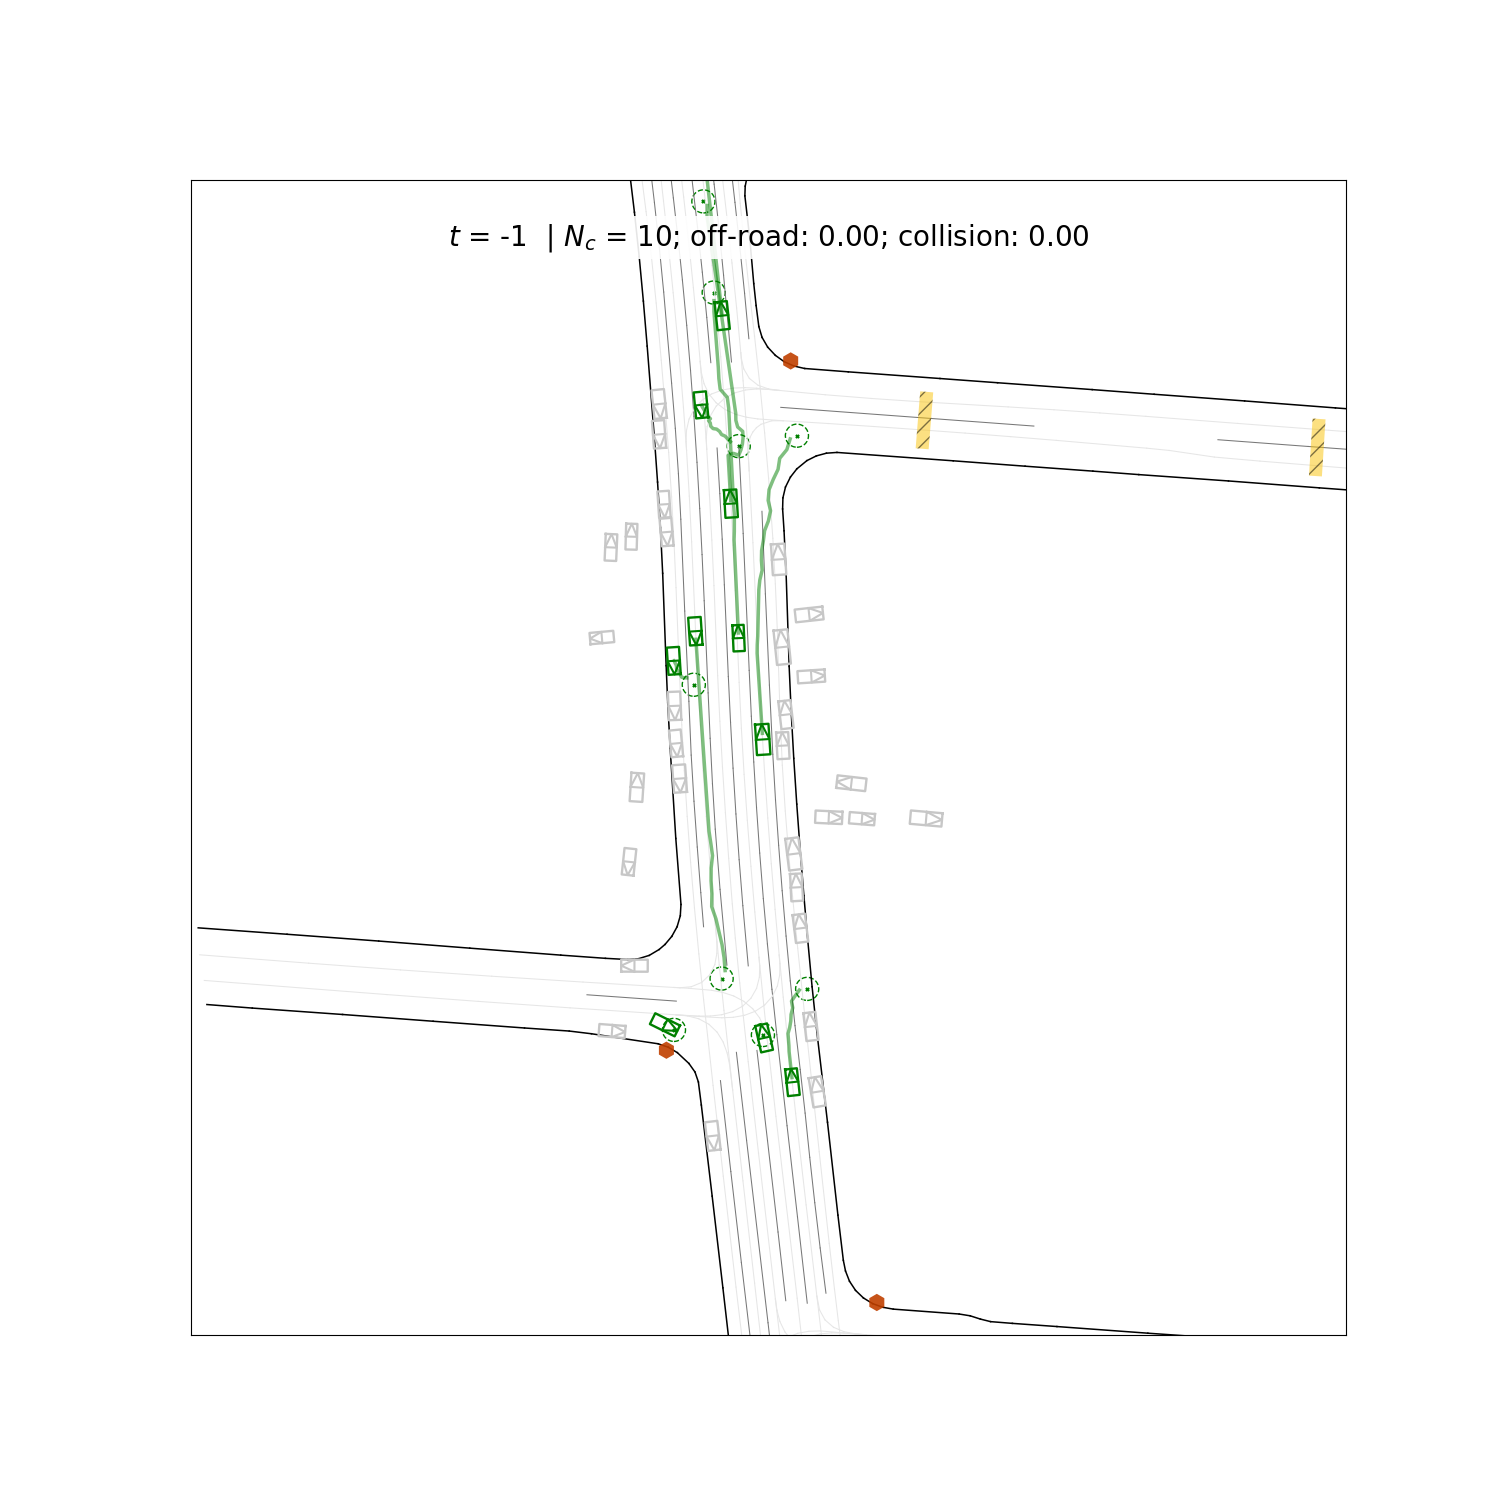 t = -1 | N_c = 10; off-road: 0.00; collision: 0.00